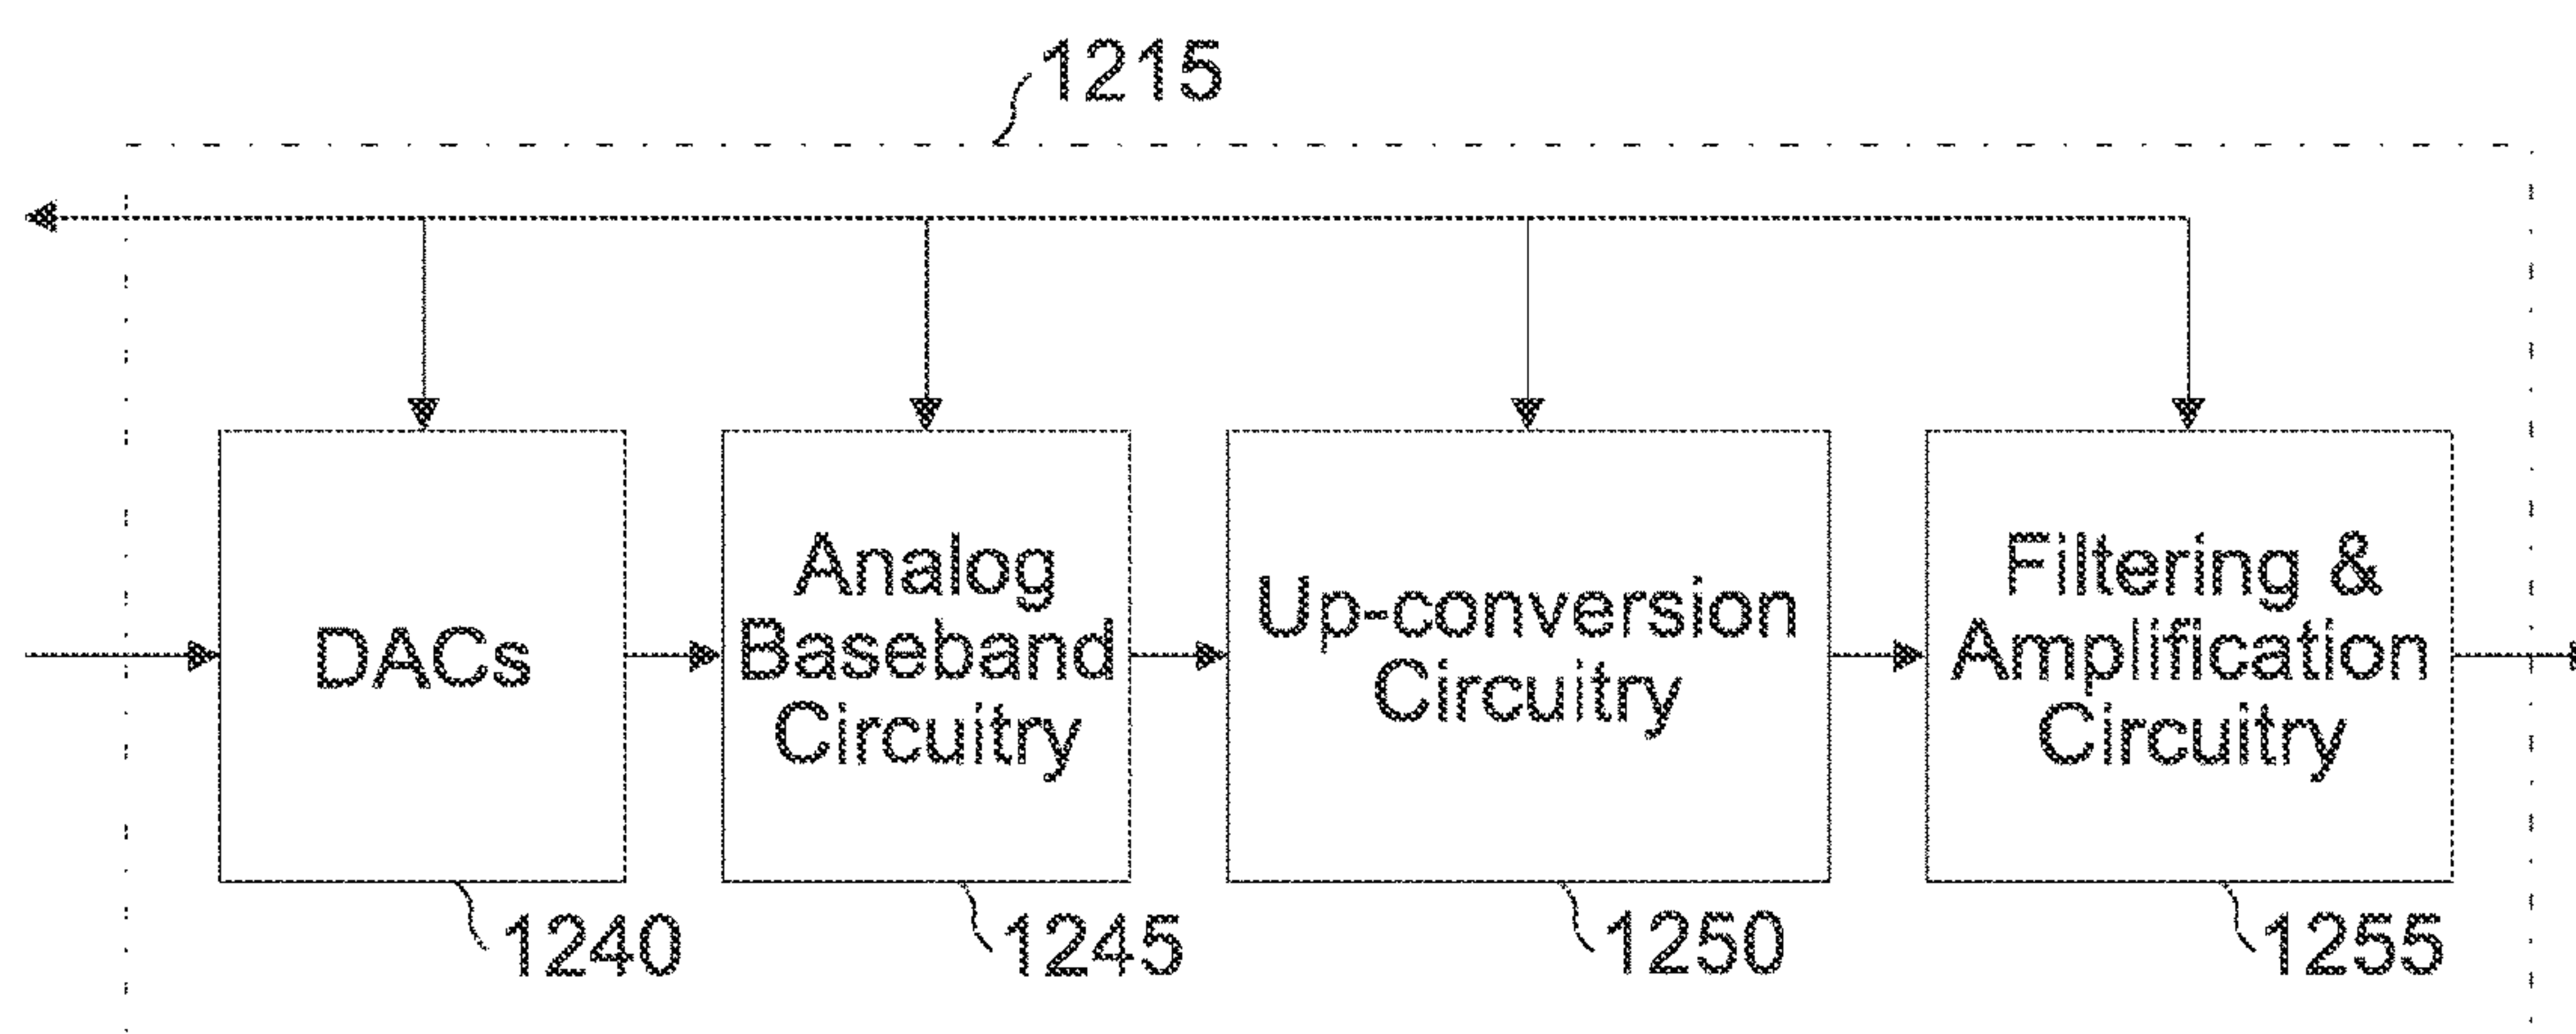 1215
DACs
Analog
Baseband
Circuitry
Up-conversion
Circuitry
Filtering &
Amplification
Circuitry
1240
1245
1250
1255